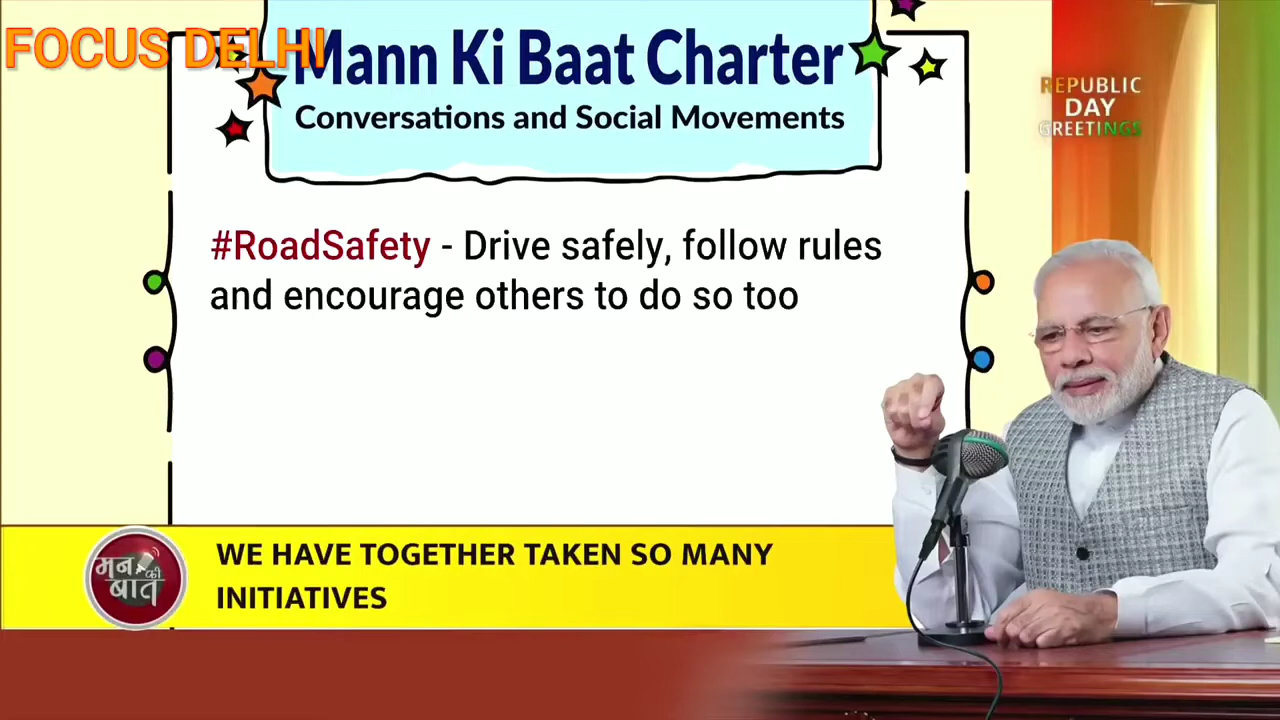 FOCUS DELHI
Mann Ki Baat Charter
Conversations and Social Movements
REPUBLIC
DAY
GREETINGS
#RoadSafety - Drive safely, follow rules
and encourage others to do so too
मन
की
बात
WE HAVE TOGETHER TAKEN SO MANY
INITIATIVES